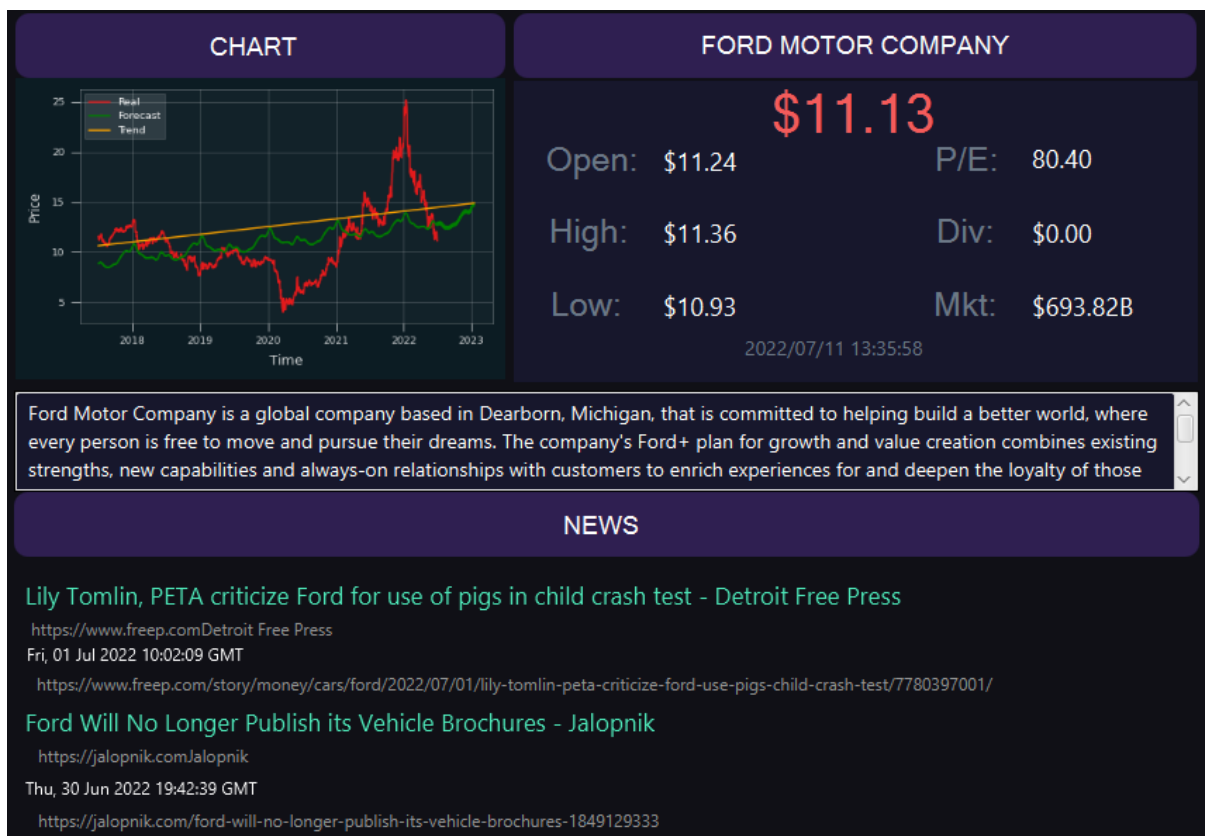 CHART
25
20
15
10
5
Price
Real
Forecast
Trend
2018 2019 2020 2021 2022 2023
Time
FORD MOTOR COMPANY
$11.13
Open: $11.24 P/E: 80.40
High: $11.36 Div: $0.00
Low: $10.93 Mkt: $693.82B
2022/07/11 13:35:58
Ford Motor Company is a global company based in Dearborn, Michigan, that is committed to helping build a better world, where
every person is free to move and pursue their dreams. The company's Ford+ plan for growth and value creation combines existing
strengths, new capabilities and always-on relationships with customers to enrich experiences for and deepen the loyalty of those
NEWS
Lily Tomlin, PETA criticize Ford for use of pigs in child crash test - Detroit Free Press
https://www.freep.comDetroit Free Press
Fri, 01 Jul 2022 10:02:09 GMT
https://www.freep.com/story/money/cars/ford/2022/07/01/lily-tomlin-peta-criticize-ford-use-pigs-child-crash-test/7780397001/
Ford Will No Longer Publish its Vehicle Brochures - Jalopnik
https://jalopnik.comJalopnik
Thu, 30 Jun 2022 19:42:39 GMT
https://jalopnik.com/ford-will-no-longer-publish-its-vehicle-brochures-1849129333